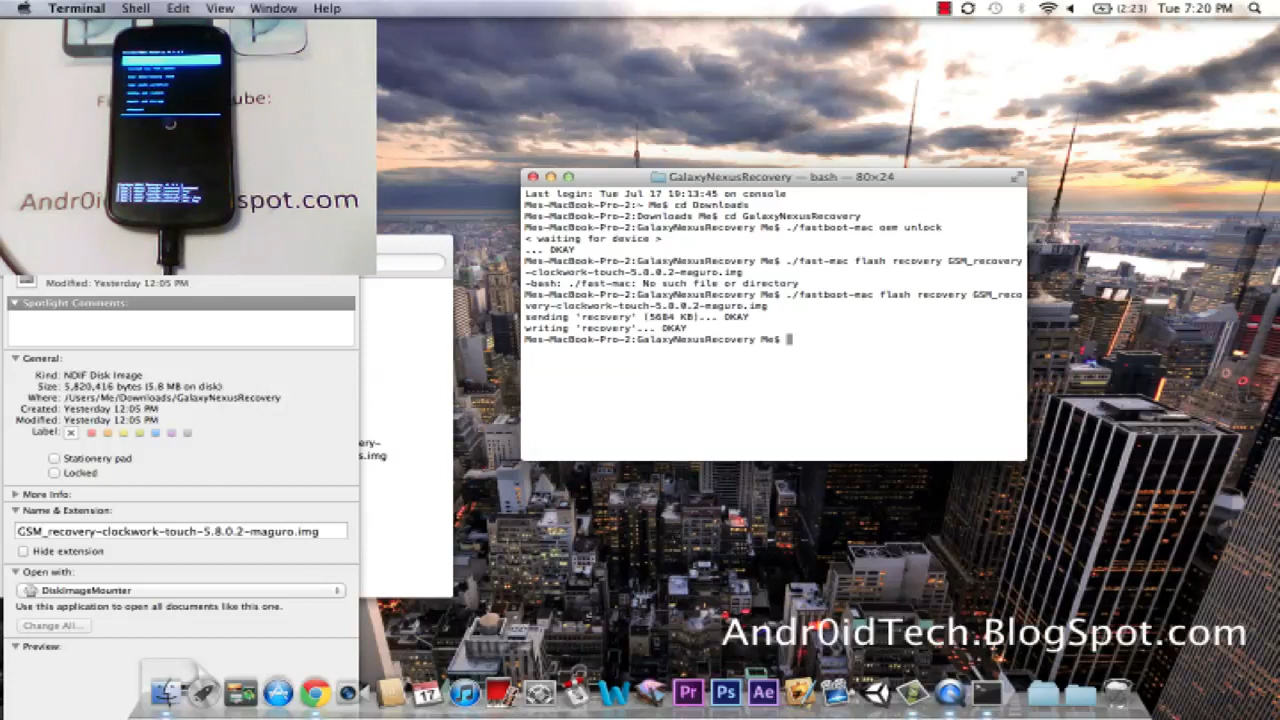 Terminal Shell Edit View Window Help
(2:23) Tue 7:20 PM
ube:
Andr0i
spot.com
Modified: Yesterday 12:05 PM
Spotlight Comments:
General:
Kind: NDIF Disk Image
Size: 5,820,416 bytes (5.8 MB on disk)
Where: /Users/Me/Downloads/GalaxyNexusRecovery
Created: Yesterday 12:05 PM
Modified: Yesterday 12:05 PM
Label:
Stationery pad
Locked
More Info:
Name & Extension:
GSM_recovery-clockwork-touch-5.8.0.2-maguro.img
Hide extension
Open with:
DiskImageMounter
Use this application to open all documents like this one.
Change All...
Preview:
ery-
s.img
GalaxyNexusRecovery — bash — 80×24
Last login: Tue Jul 17 19:13:45 on console
Mes-MacBook-Pro-2:~ Me$ cd Downloads
Mes-MacBook-Pro-2:Downloads Me$ cd GalaxyNexusRecovery
Mes-MacBook-Pro-2:GalaxyNexusRecovery Me$ ./fastboot-mac oem unlock
< waiting for device >
... OKAY
Mes-MacBook-Pro-2:GalaxyNexusRecovery Me$ ./fast-mac flash recovery GSM_recovery
-clockwork-touch-5.8.0.2-maguro.img
-bash: ./fast-mac: No such file or directory
Mes-MacBook-Pro-2:GalaxyNexusRecovery Me$ ./fastboot-mac flash recovery GSM_reco
very-clockwork-touch-5.8.0.2-maguro.img
sending 'recovery' (5684 KB)... OKAY
writing 'recovery'... OKAY
Mes-MacBook-Pro-2:GalaxyNexusRecovery Me$
Andr0idTech.BlogSpot.com
17
W
Pr
Ps
Ae